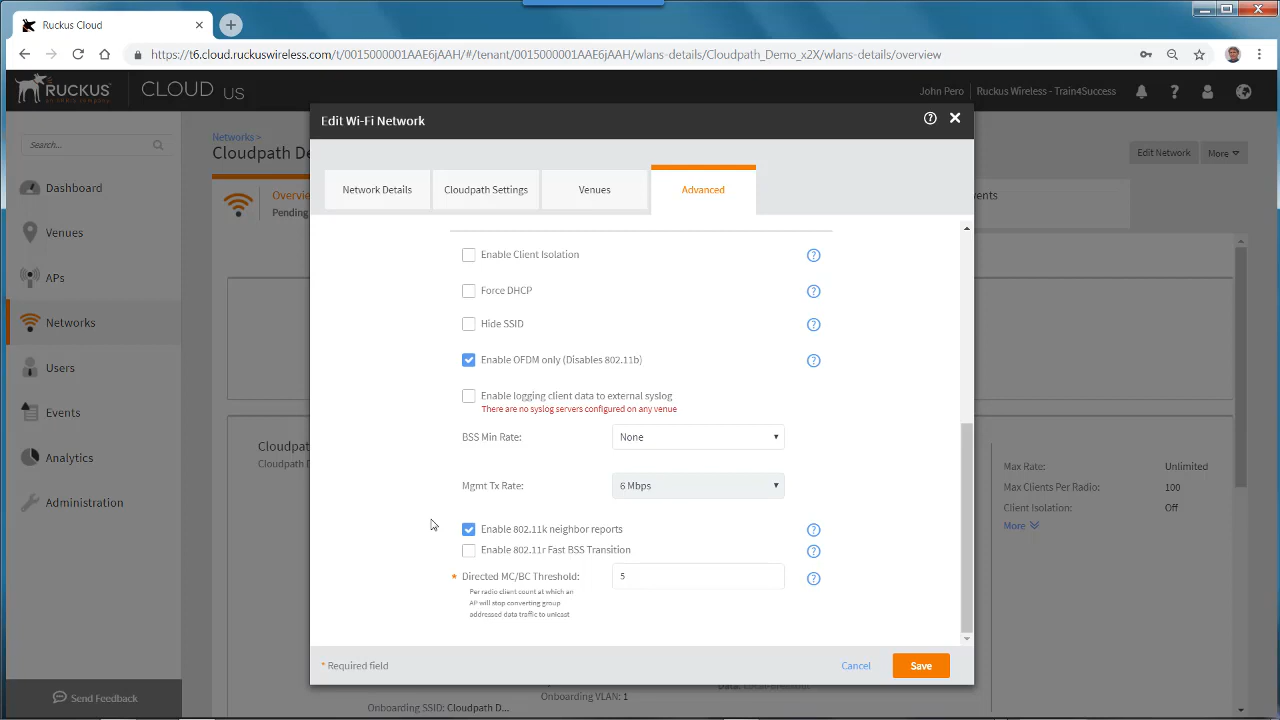 Ruckus Cloud
https://t6.cloud.ruckuswireless.com/t/0015000001AAE6jAAH/#/tenant/0015000001AAE6jAAH/wlans-details/Cloudpath_Demo_x2X/wlans-details/overview
RUCKUS
CLOUD US
John Pero
Ruckus Wireless - Train4Success
Search...
Dashboard
Venues
APs
Networks
Users
Events
Analytics
Administration
Send Feedback
Networks >
Cloudpath De
Edit Network
More
Overvie
Pending
ents
Edit Wi-Fi Network
Network Details
Cloudpath Settings
Venues
Advanced
Enable Client Isolation
Force DHCP
Hide SSID
Enable OFDM only (Disables 802.11b)
Enable logging client data to external syslog
There are no syslog servers configured on any venue
BSS Min Rate: None
Mgmt Tx Rate: 6 Mbps
Enable 802.11k neighbor reports
Enable 802.11r Fast BSS Transition
* Directed MC/BC Threshold: 5
Per radio client count at which an
AP will stop converting group
addressed data traffic to unicast
* Required field
Cancel
Save
Cloudp
Cloudpath D
Max Rate: Unlimited
Max Clients Per Radio: 100
Client Isolation: Off
More
Onboarding VLAN: 1
Onboarding SSID: Cloudpath D...